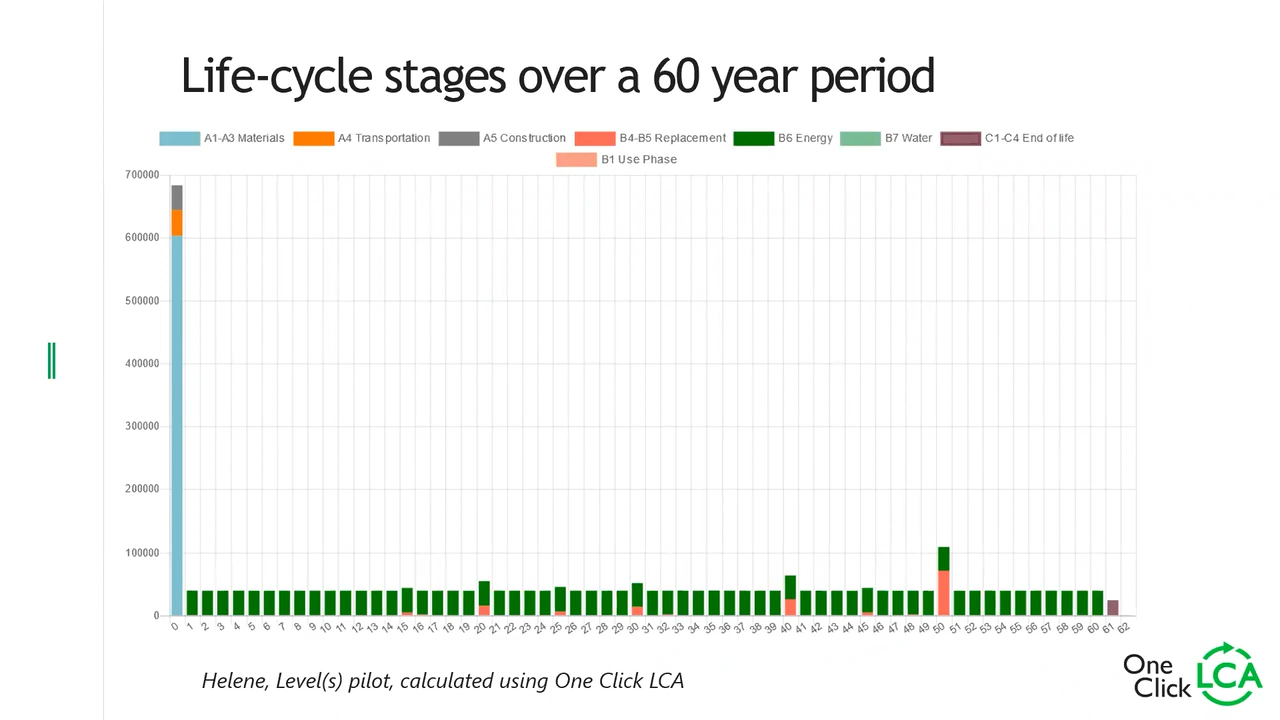 Life-cycle stages over a 60 year period
A1-A3 Materials A4 Transportation A5 Construction B4-B5 Replacement B6 Energy B7 Water C1-C4 End of life
B1 Use Phase
700000
600000
500000
400000
300000
200000
100000
0
0 1 2 3 4 5 6 7 8 9 10 11 12 13 14 15 16 17 18 19 20 21 22 23 24 25 26 27 28 29 30 31 32 33 34 35 36 37 38 39 40 41 42 43 44 45 46 47 48 49 50 51 52 53 54 55 56 57 58 59 60 61 62
Helene, Level(s) pilot, calculated using One Click LCA
One
Click LCA